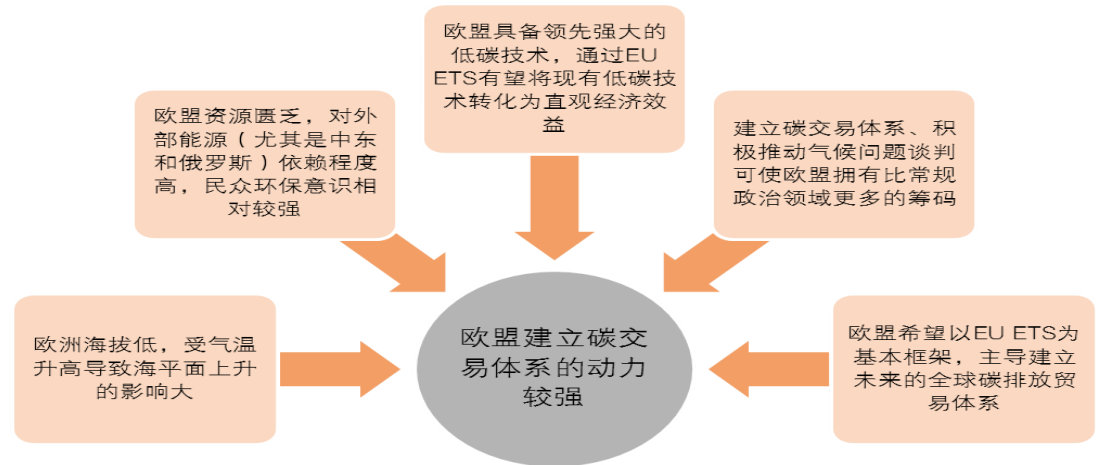 欧盟具备领先强大的
低碳技术，通过EU
ETS有望将现有低碳技
术转化为直观经济效
益
欧盟资源匮乏，对外
部能源（尤其是中东
和俄罗斯）依赖程度
高，民众环保意识相
对较强
建立碳交易体系、积
极推动气候问题谈判
可使欧盟拥有比常规
政治领域更多的筹码
欧洲海拔低，受气温
升高导致海平面上升
的影响大
欧盟建立碳交
易体系的动力
较强
欧盟希望以EU ETS为
基本框架，主导建立
未来的全球碳排放贸
易体系